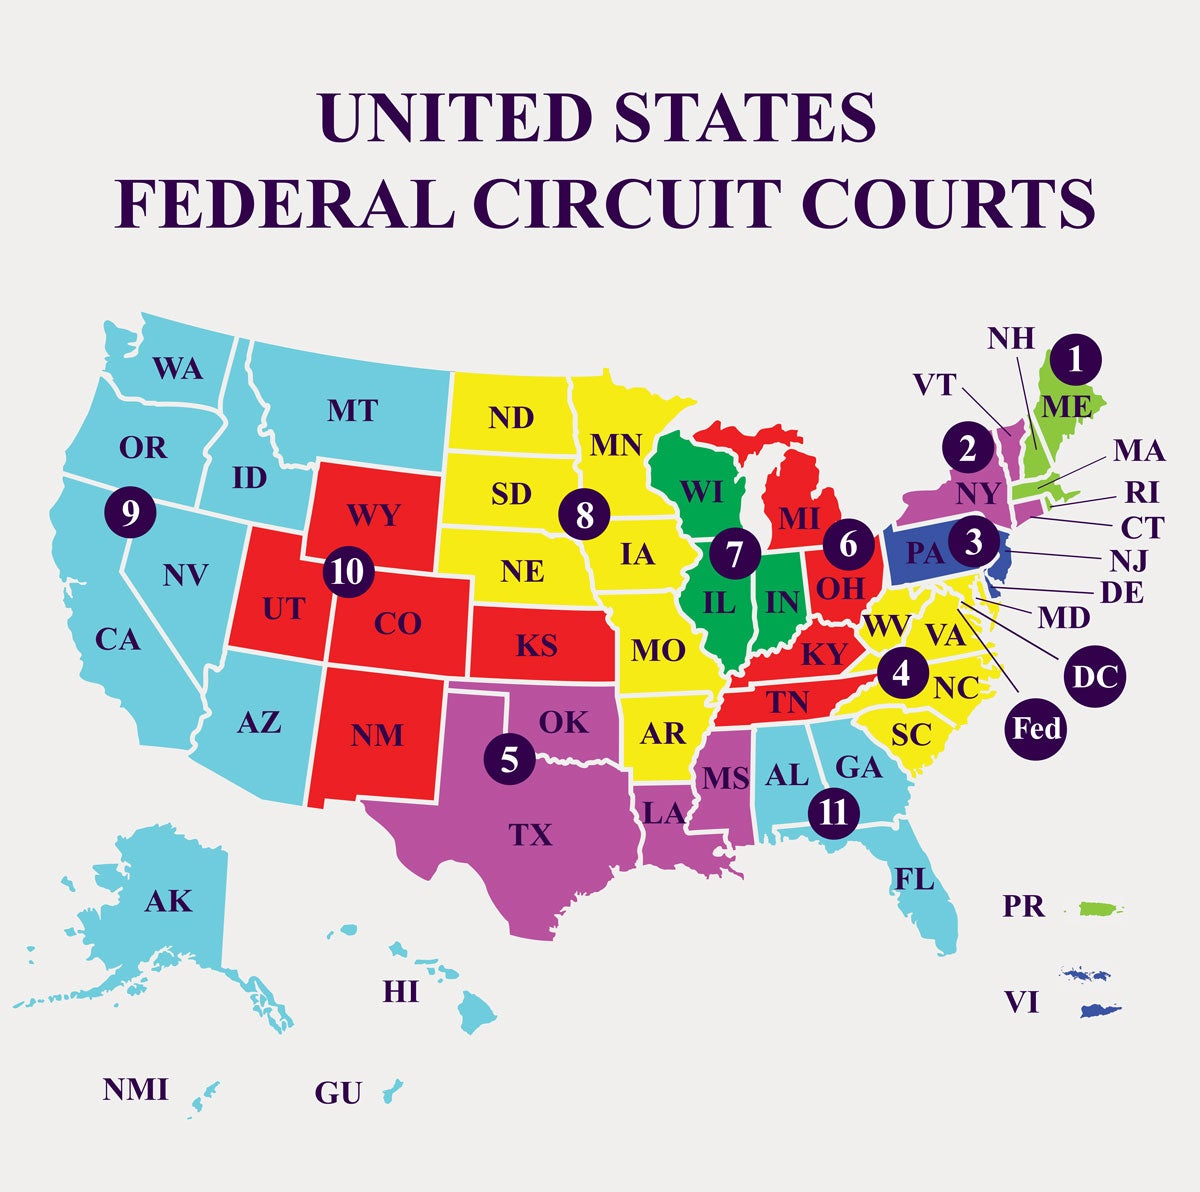 UNITED STATES
FEDERAL CIRCUIT COURTS
NH
1
VT
ME
WA
MT
ND
MN
2
MA
OR
ID
SD
WI
NY
RI
9
WY
8
MI
CT
7
6
PA
3
NJ
NV
10
NE
IA
DE
UT
CO
IL
IN
OH
MD
CA
KS
MO
KY
WV
VA
4
NC
DC
AZ
NM
OK
AR
TN
SC
Fed
5
MS
AL
GA
TX
LA
11
FL
AK
PR
HI
VI
NMI
GU